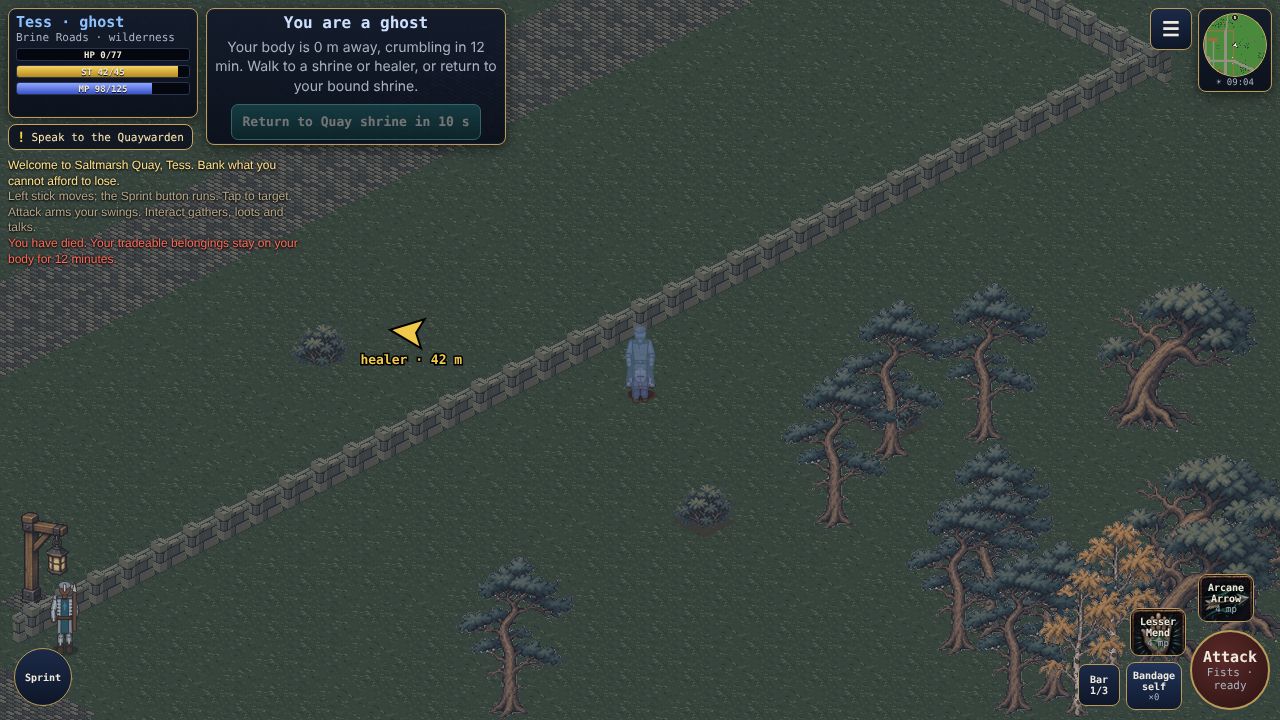 Tess · ghost
Brine Roads · wilderness
HP 0/77
ST 42/45
MP 98/125
! Speak to the Quaywarden
You are a ghost
Your body is 0 m away, crumbling in 12
min. Walk to a shrine or healer, or return to
your bound shrine.
Return to Quay shrine in 10 s
☀ 09:04
Welcome to Saltmarsh Quay, Tess. Bank what you
cannot afford to lose.
Left stick moves; the Sprint button runs. Tap to target.
Attack arms your swings. Interact gathers, loots and
talks.
You have died. Your tradeable belongings stay on your
body for 12 minutes.
healer · 42 m
Sprint
Arcane
Arrow
4 mp
Lesser
Mend
4 mp
Attack
Fists ·
ready
Bar
1/3
Bandage
self
×0